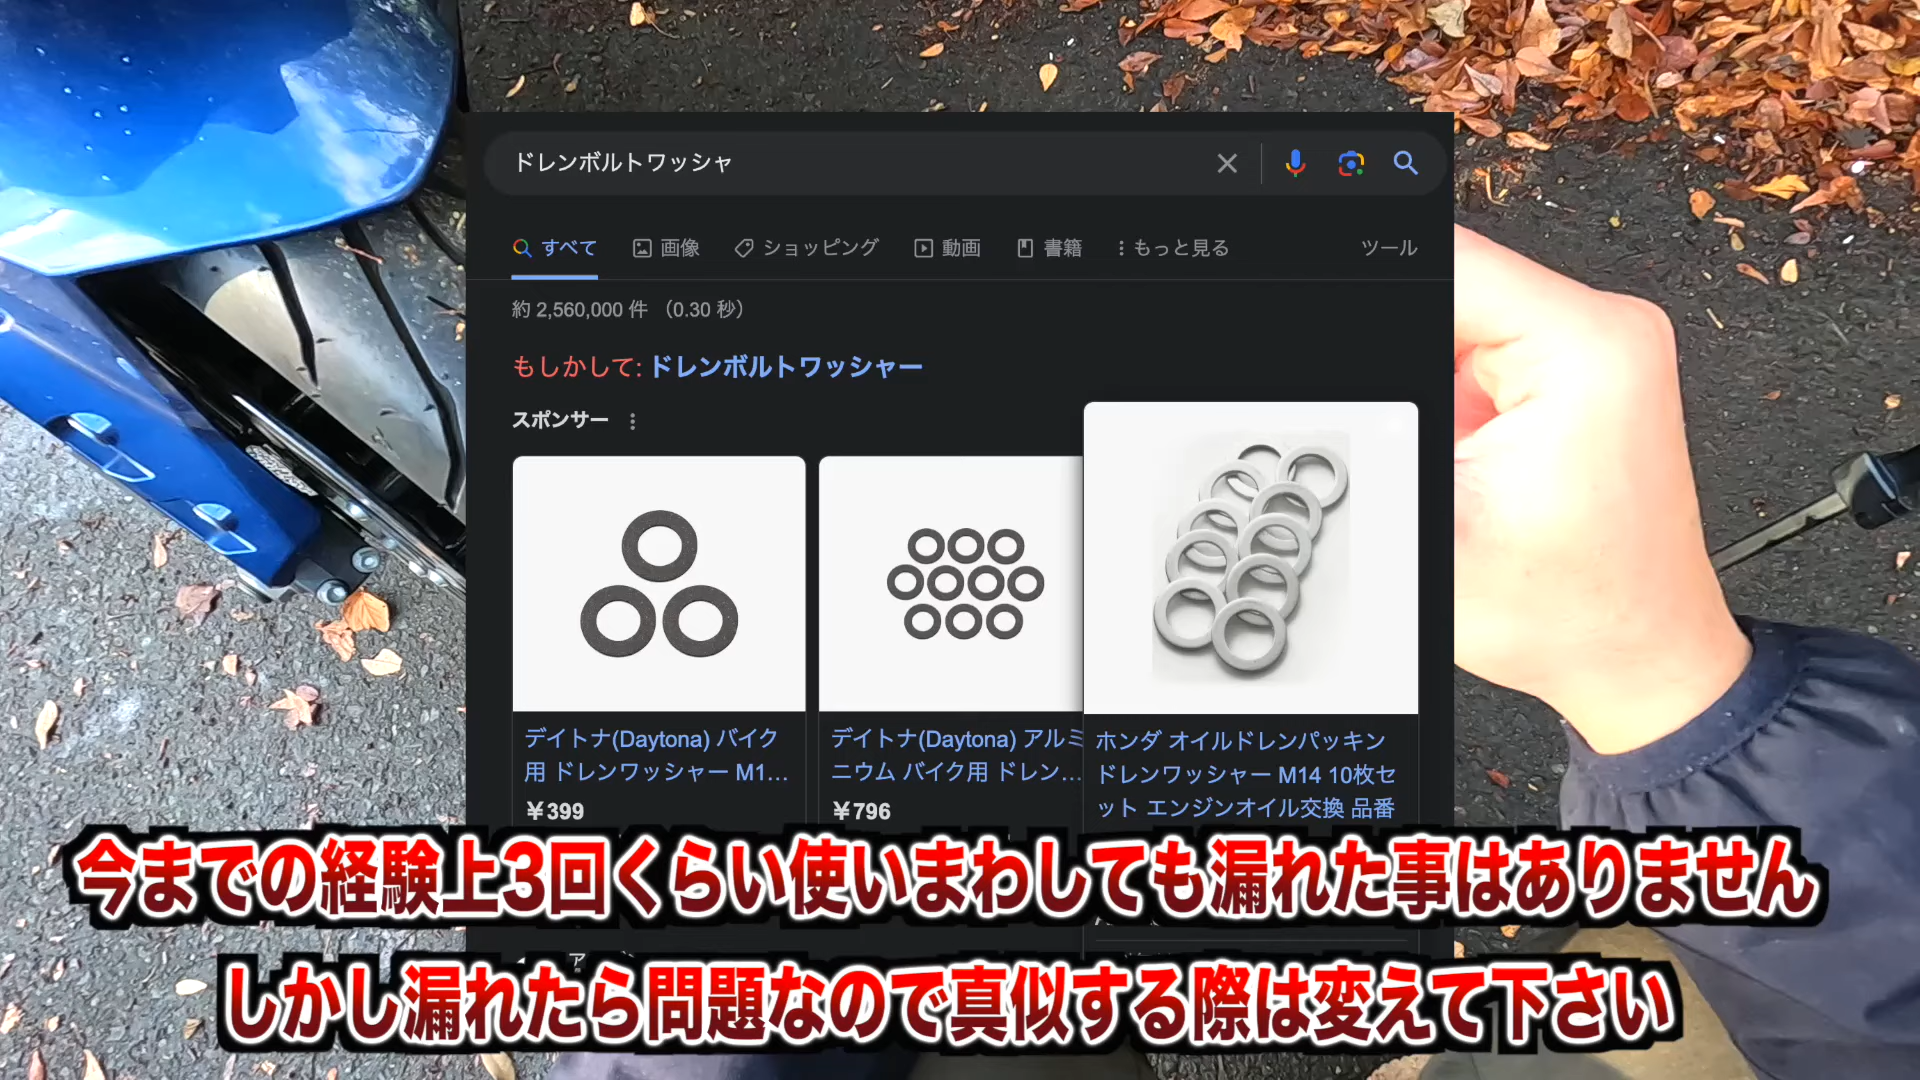 ドレンボルトワッシャ
すべて 画像 ショッピング 動画 書籍 もっと見る ツール
約 2,560,000 件 （0.30 秒）
もしかして: ドレンボルトワッシャー
スポンサー
デイトナ(Daytona) バイク
用 ドレンワッシャー M1...
¥399
デイトナ(Daytona) アルミ
ニウム バイク用 ドレン...
¥796
ホンダ オイルドレンパッキン
ドレンワッシャー M14 10枚セ
ット エンジンオイル交換 品番
今までの経験上3回くらい使いまわしても漏れた事はありません
しかし漏れたら問題なので真似する際は変えて下さい